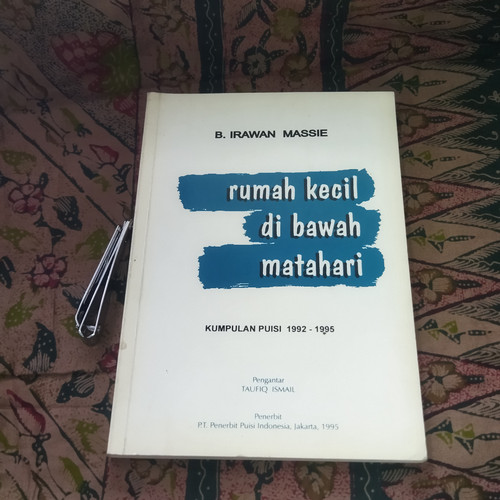 B. IRAWAN MASSIE
rumah kecil
di bawah
matahari
KUMPULAN PUISI 1992 - 1995
Pengantar
TAUFIQ ISMAIL
Penerbit
P.T. Penerbit Puisi Indonesia, Jakarta, 1995